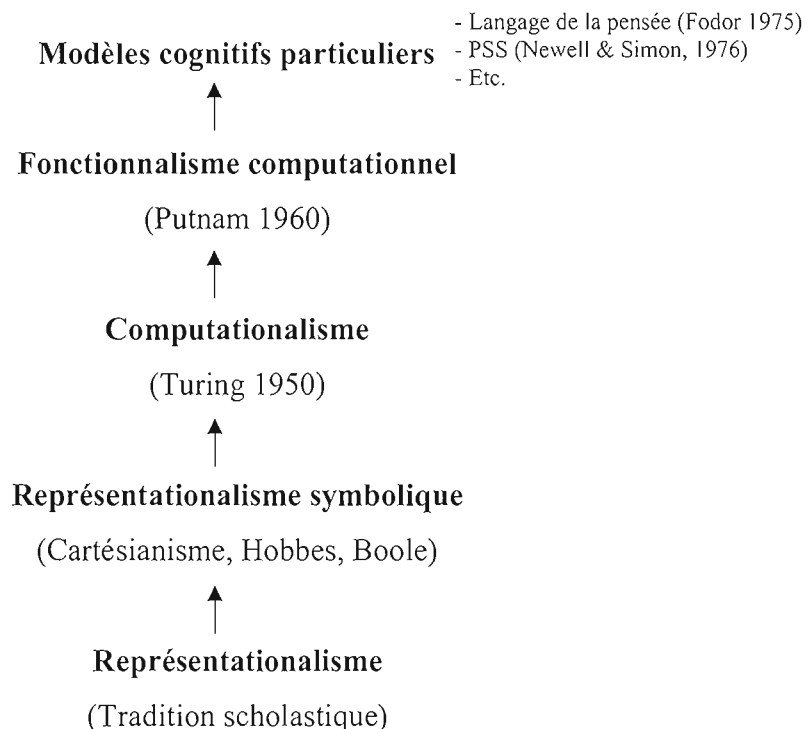 - Langage de la pensée (Fodor 1975)
Modèles cognitifs particuliers - PSS (Newell & Simon, 1976)
- Etc.
Fonctionnalisme computationnel
(Putnam 1960)
Computationalisme
(Turing 1950)
Représentationalisme symbolique
(Cartésianisme, Hobbes, Boole)
Représentationalisme
(Tradition scholastique)